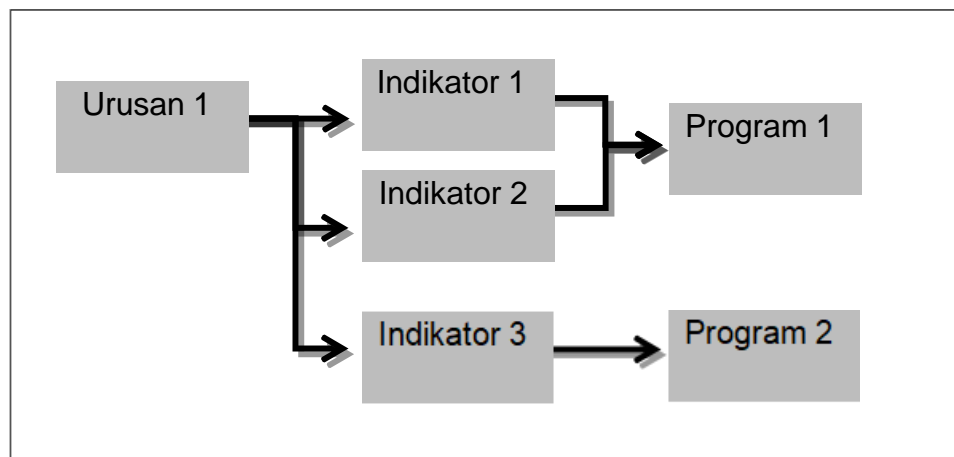 Urusan 1
Indikator 1
Indikator 2
Indikator 3
Program 1
Program 2